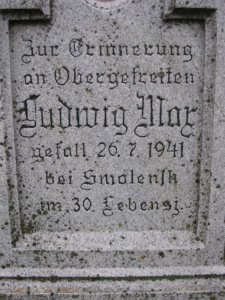 Zur Erinnerung
an Obergefreiten
Ludwig Max
gefall. 26. 7. 1941
bei Smolensk
im 30. Lebensj.